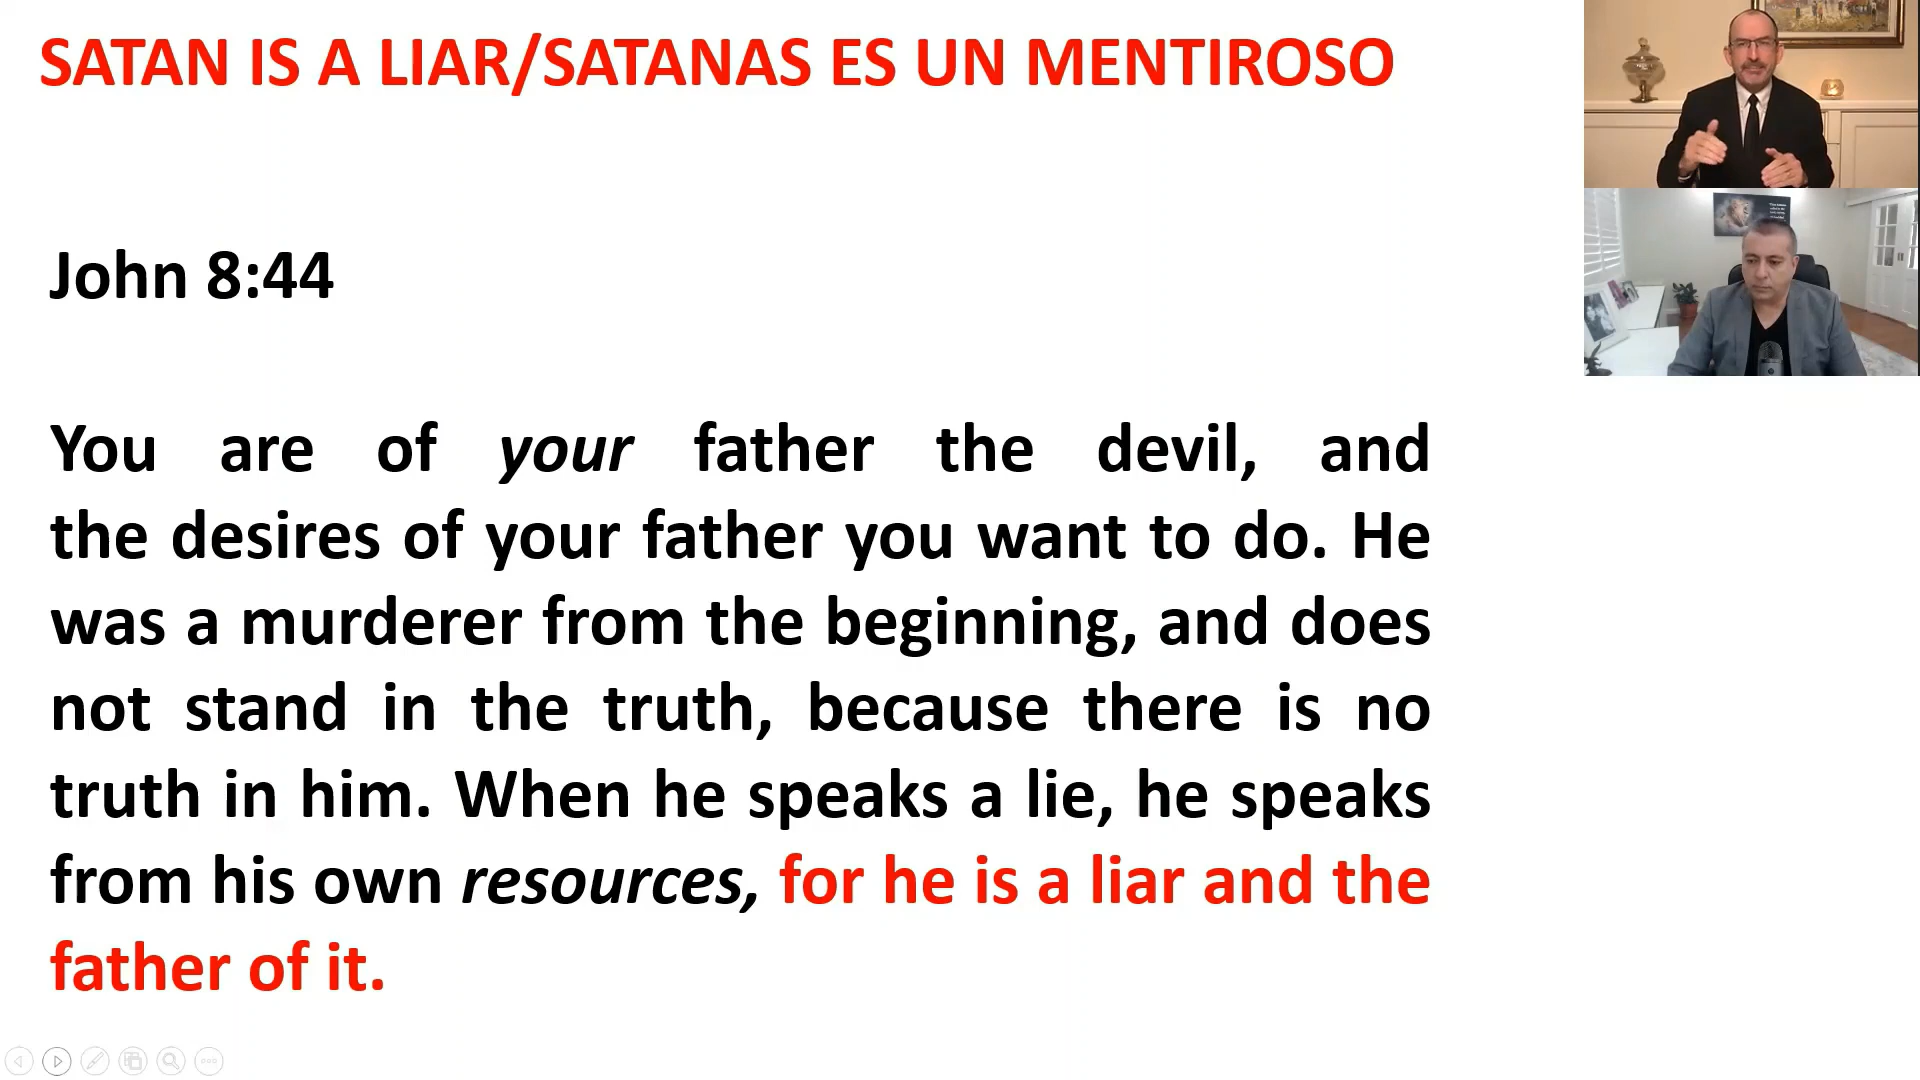 SATAN IS A LIAR/SATANAS ES UN MENTIROSO
John 8:44
You are of your father the devil, and
the desires of your father you want to do. He
was a murderer from the beginning, and does
not stand in the truth, because there is no
truth in him. When he speaks a lie, he speaks
from his own resources, for he is a liar and the
father of it.